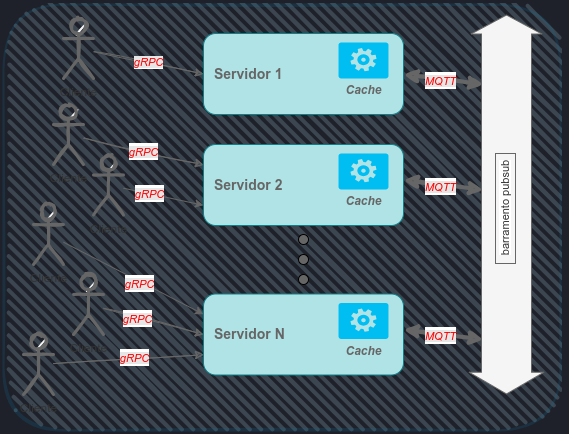 gRPC
Servidor 1
Cache
MQTT
gRPC
gRPC
Servidor 2
Cache
MQTT
barramento pubsub
gRPC
gRPC
gRPC
Servidor N
Cache
MQTT